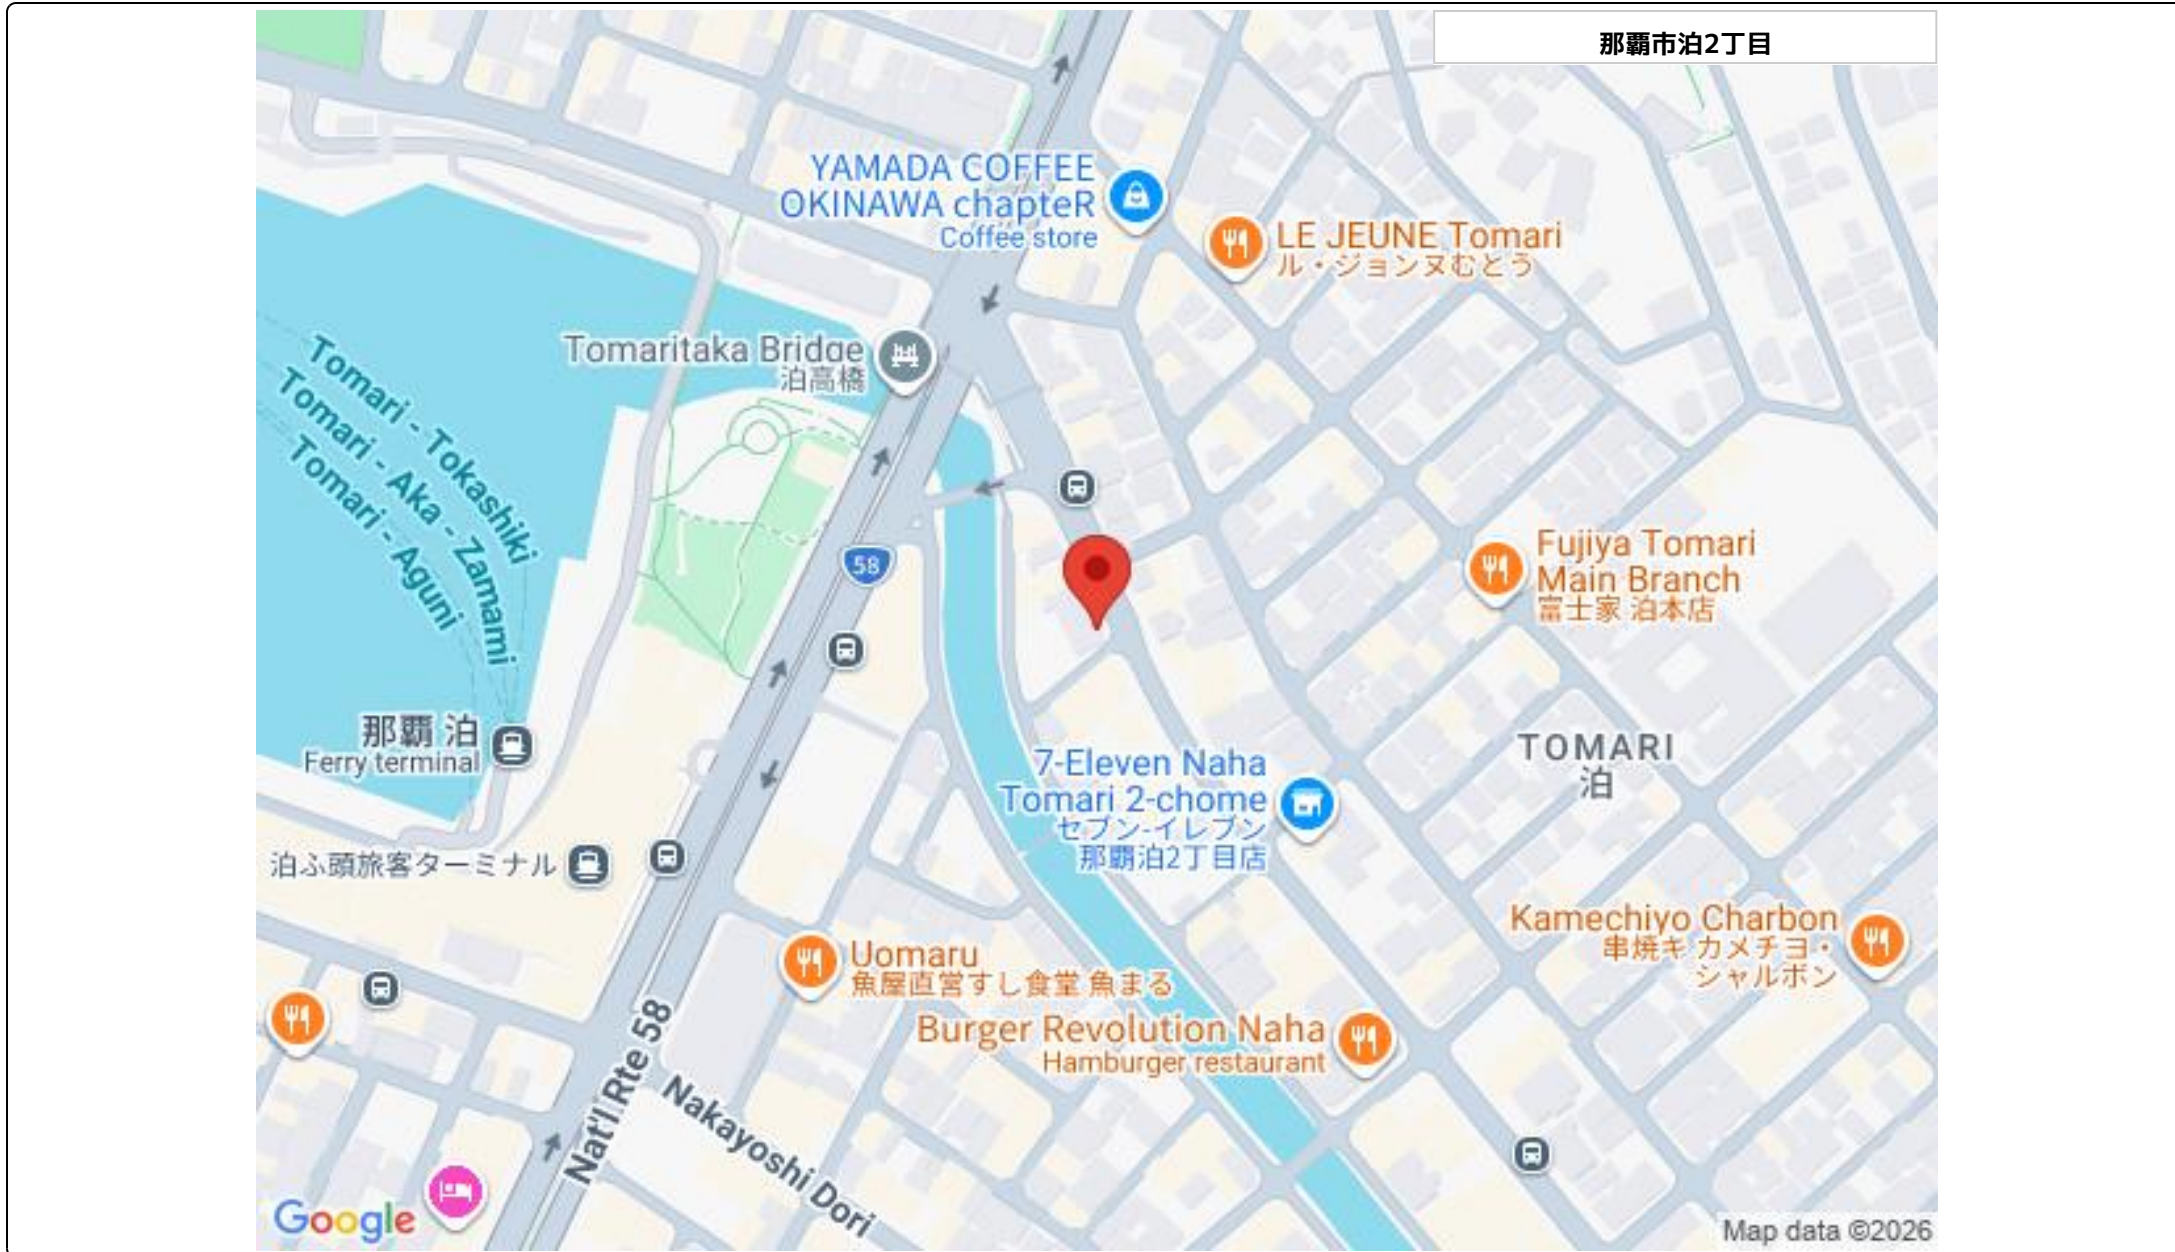 那覇市泊2丁目
YAMADA COFFEE
OKINAWA chapteR
Coffee store
LE JEUNE Tomari
ル・ジョンヌむとう
Tomaritaka Bridge
泊高橋
Tomari - Tokashiki
Tomari - Aka - Zamami
Tomari - Aguni
58
Fujiya Tomari
Main Branch
富士家 泊本店
那覇 泊
Ferry terminal
TOMARI
泊
7-Eleven Naha
Tomari 2-chome
セブン-イレブン
那覇泊2丁目店
泊ふ頭旅客ターミナル
Kamechiyo Charbon
串焼キ カメチヨ・
シャルボン
Uomaru
魚屋直営すし食堂 魚まる
Burger Revolution Naha
Hamburger restaurant
Nat'l Rte 58
Nakayoshi Dori
Google
Map data ©2026